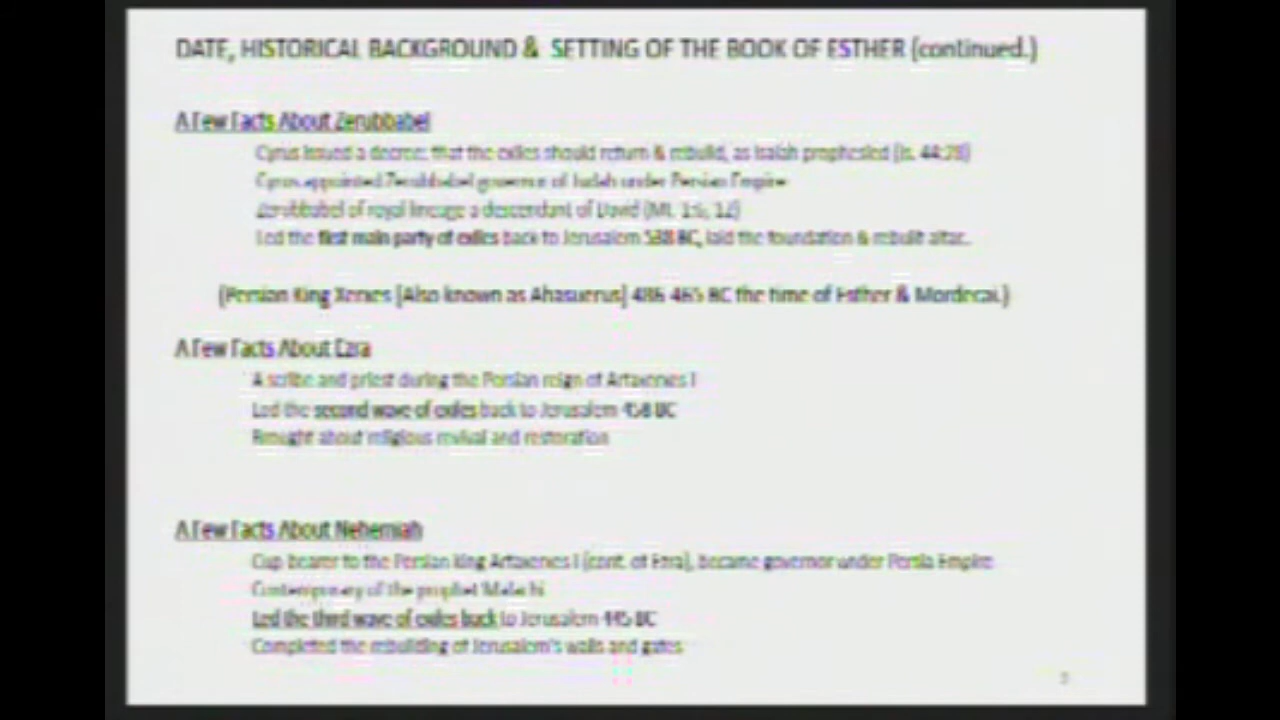 DATE, HISTORICAL BACKGROUND & SETTING OF THE BOOK OF ESTHER (continued.)
A Few Facts About Zerubbabel
Cyrus issued a decree: that the exiles should return & rebuild, as Isaiah prophesied (Is. 44:28)
Cyrus appointed Zerubbabel governor of Judah under Persian Empire
Zerubbabel of royal lineage a descendant of David (Mt. 1:6, 12)
Led the first main party of exiles back to Jerusalem 538 BC, laid the foundation & rebuilt altar.
(Persian King Xerxes [Also known as Ahasuerus] 486-465 BC the time of Esther & Mordecai.)
A Few Facts About Ezra
A scribe and priest during the Persian reign of Artaxerxes I
Led the second wave of exiles back to Jerusalem 458 BC
Brought about religious revival and restoration
A Few Facts About Nehemiah
Cup bearer to the Persian King Artaxerxes I (cont. of Ezra), became governor under Persia Empire
Contemporary of the prophet Malachi
Led the third wave of exiles back to Jerusalem 445 BC
Completed the rebuilding of Jerusalem's walls and gates